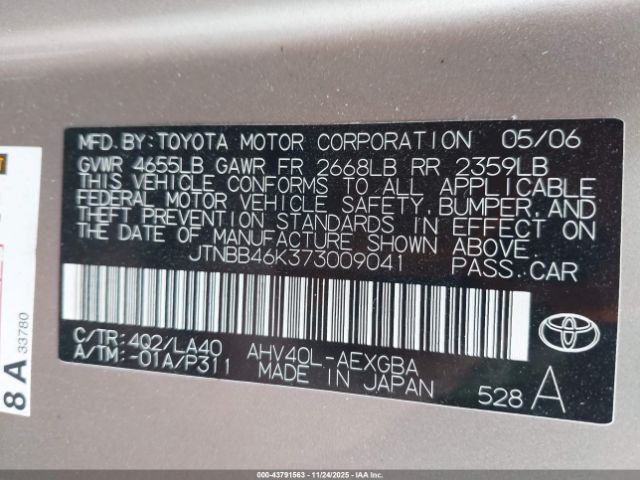 MFD. BY: TOYOTA MOTOR CORPORATION 05/06
GVWR 4655LB GAWR FR 2668LB RR 2359LB
THIS VEHICLE CONFORMS TO ALL APPLICABLE
FEDERAL MOTOR VEHICLE SAFETY, BUMPER, AND
THEFT PREVENTION STANDARDS IN EFFECT ON
THE DATE OF MANUFACTURE SHOWN ABOVE.
JTNBB46K373009041 PASS. CAR
C/TR: 4Q2/LA40 AHV40L-AEXGBA
A/TM: -01A/P311 MADE IN JAPAN
528 A
8 A 33780
000-43791563 - 11/24/2025 - IAAI, Inc.